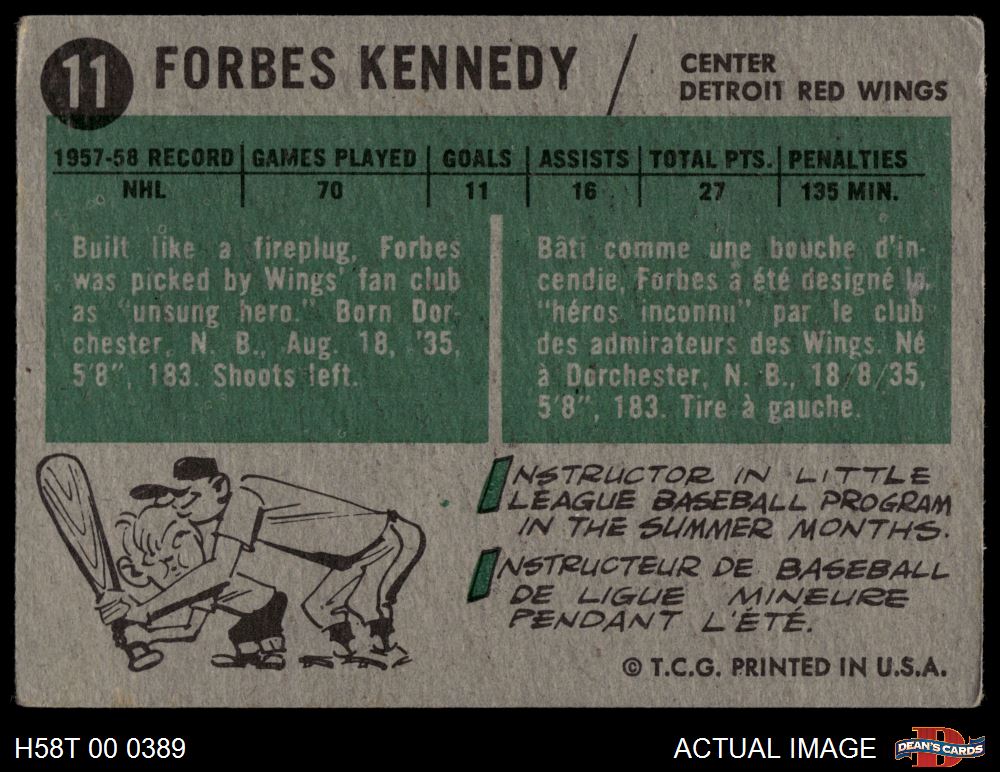 11 FORBES KENNEDY / CENTER
DETROIT RED WINGS
1957-58 RECORD GAMES PLAYED GOALS ASSISTS TOTAL PTS. PENALTIES
NHL 70 11 16 27 135 MIN.
Built like a fireplug, Forbes
was picked by Wings' fan club
as "unsung hero." Born Dor-
chester, N. B., Aug. 18, '35,
5'8", 183. Shoots left.
Bâti comme une bouche d'in-
cendie, Forbes a été designé le
"héros inconnu" par le club
des admirateurs des Wings. Né
à Dorchester, N. B., 18/8/35,
5'8", 183. Tire à gauche.
INSTRUCTOR IN LITTLE
LEAGUE BASEBALL PROGRAM
IN THE SUMMER MONTHS.
INSTRUCTEUR DE BASEBALL
DE LIGUE MINEURE
PENDANT L'ÉTÉ.
© T.C.G. PRINTED IN U.S.A.
H58T 00 0389
ACTUAL IMAGE
D
DEAN'S CARDS